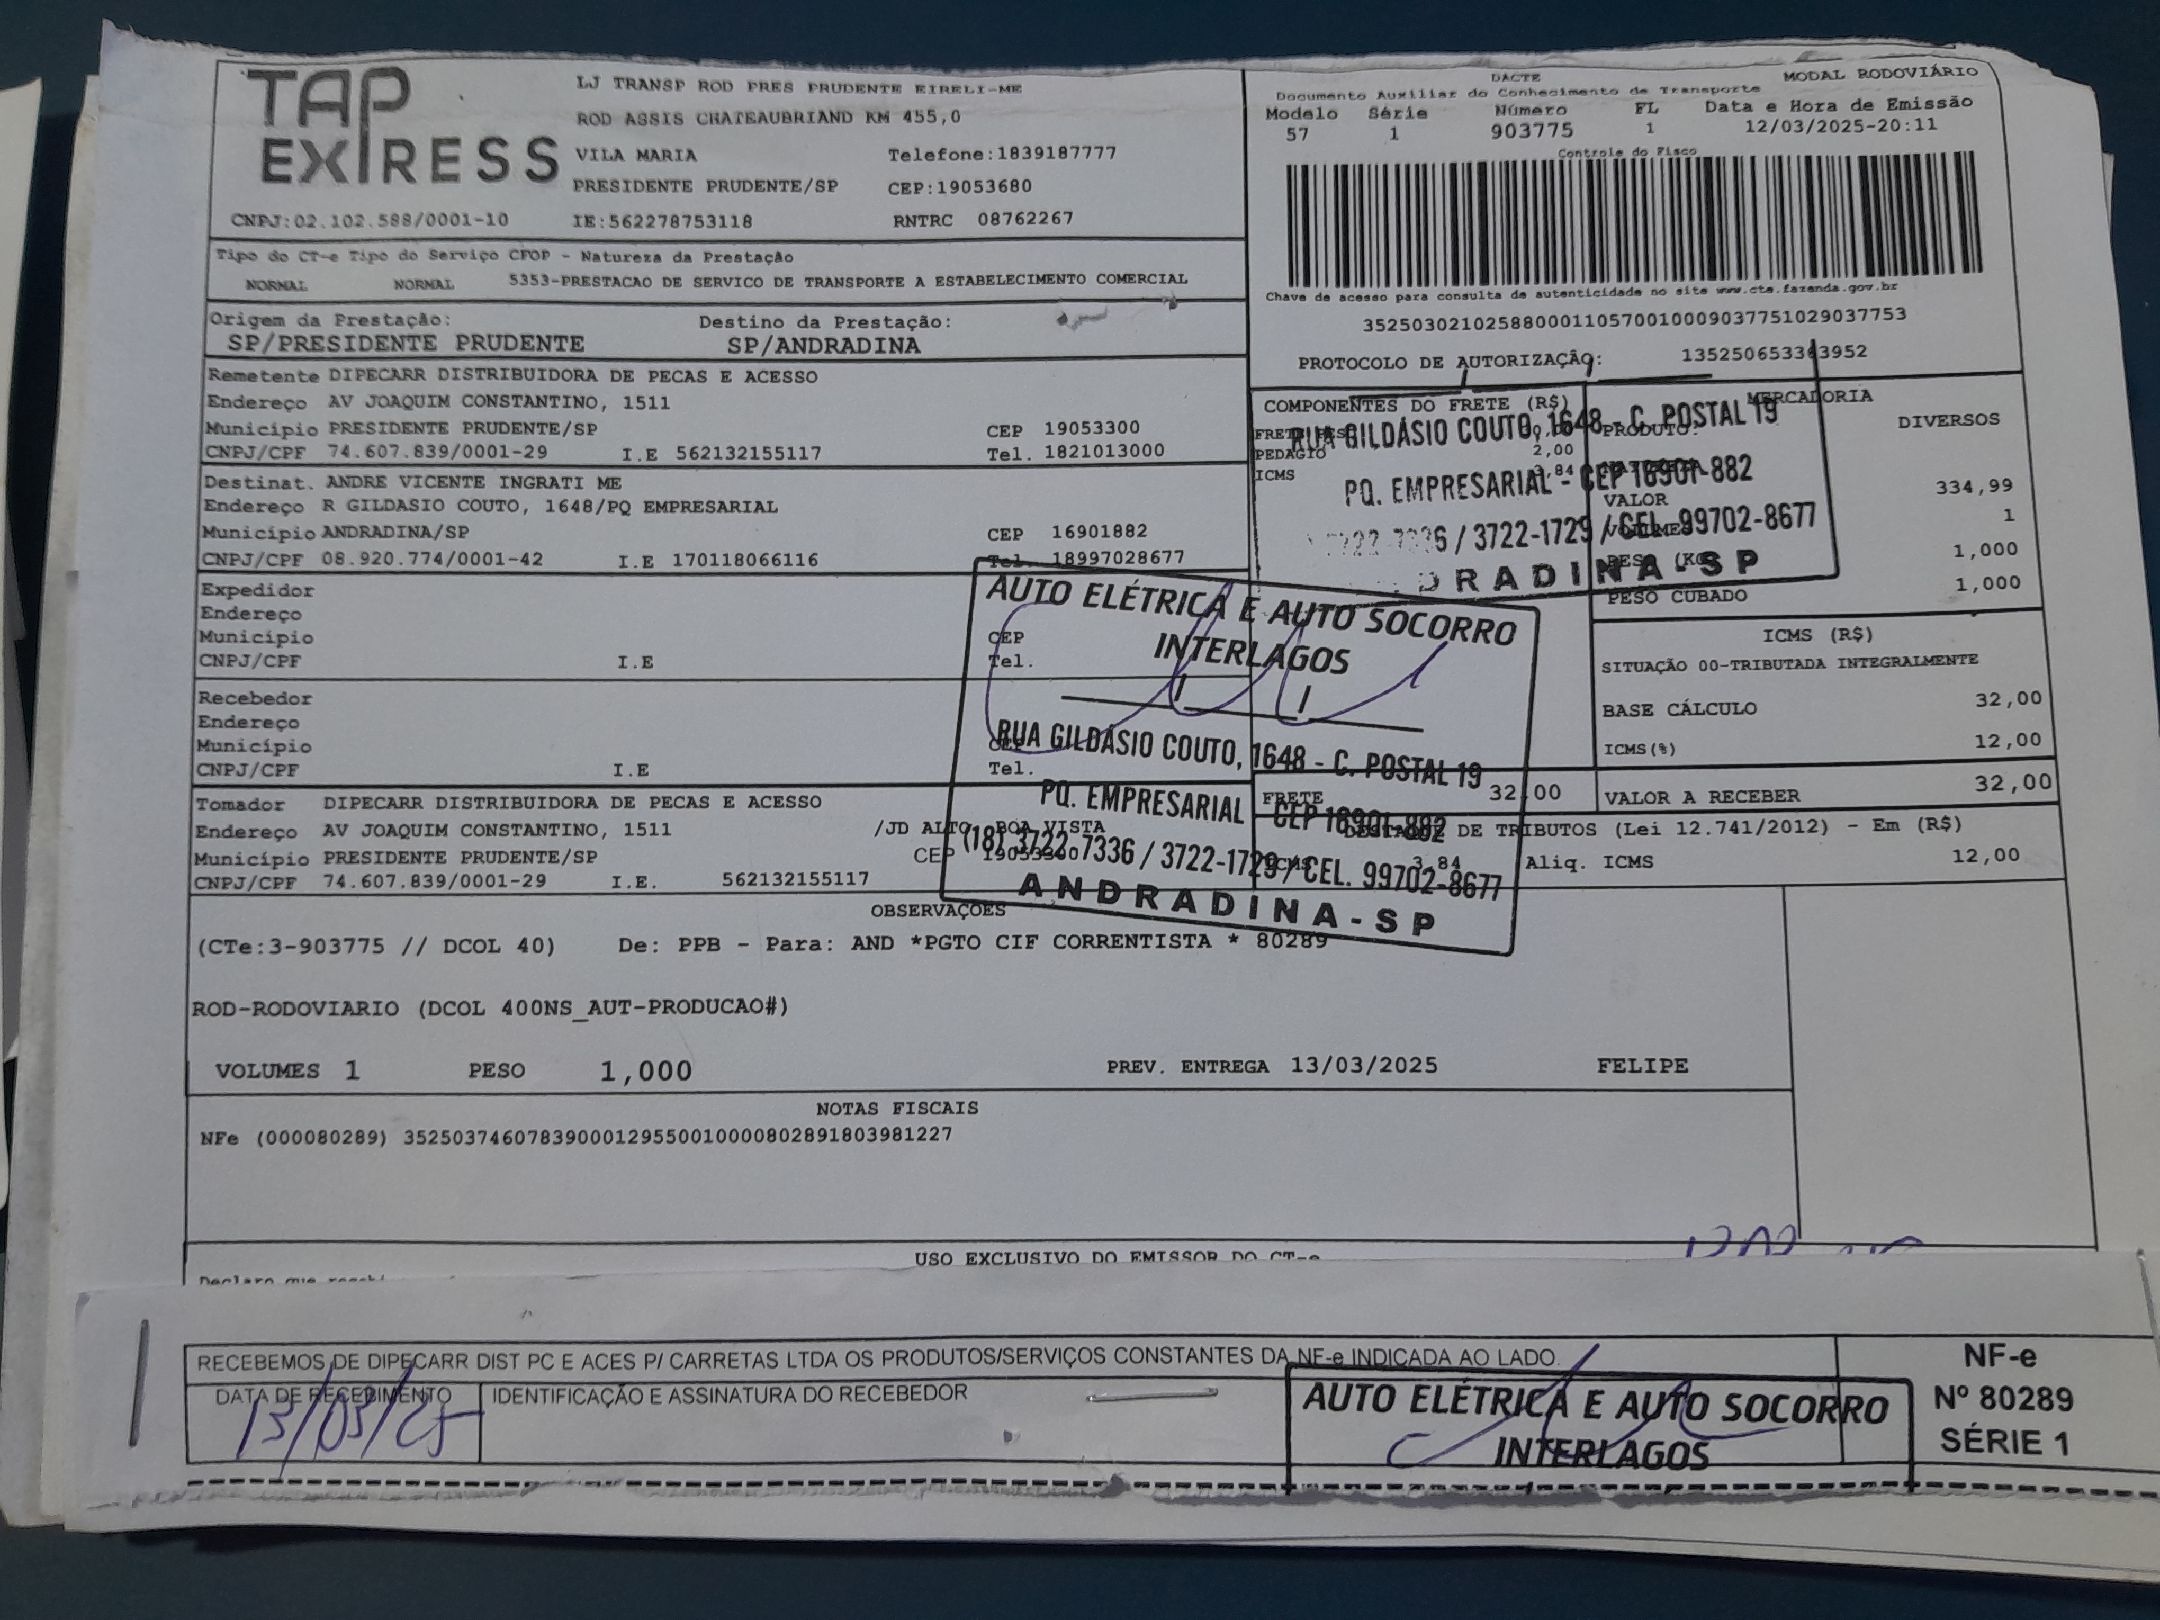 TAP EXPRESS
LJ TRANSP ROD PRES PRUDENTE EIRELI-ME
ROD ASSIS CHATEAUBRIAND KM 455,0
VILA MARIA Telefone:1839187777
PRESIDENTE PRUDENTE/SP CEP:19053680
CNPJ:02.102.588/0001-10 IE:562278753118 RNTRC 08762267
DACTE MODAL RODOVIÁRIO
Documento Auxiliar do Conhecimento de Transporte
Modelo Série Número FL Data e Hora de Emissão
57 1 903775 1 12/03/2025-20:11
Controle do Fisco
Chave de acesso para consulta de autenticidade no site www.cte.fazenda.gov.br
35250302102588000110570010009037751029037753
PROTOCOLO DE AUTORIZAÇÃO: 135250653363952
Tipo do CT-e Tipo do Serviço CFOP - Natureza da Prestação
NORMAL NORMAL 5353-PRESTACAO DE SERVICO DE TRANSPORTE A ESTABELECIMENTO COMERCIAL
Origem da Prestação: Destino da Prestação:
SP/PRESIDENTE PRUDENTE SP/ANDRADINA
Remetente DIPECARR DISTRIBUIDORA DE PECAS E ACESSO
Endereço AV JOAQUIM CONSTANTINO, 1511
Município PRESIDENTE PRUDENTE/SP CEP 19053300
CNPJ/CPF 74.607.839/0001-29 I.E 562132155117 Tel. 1821013000
Destinat. ANDRE VICENTE INGRATI ME
Endereço R GILDASIO COUTO, 1648/PQ EMPRESARIAL
Município ANDRADINA/SP CEP 16901882
CNPJ/CPF 08.920.774/0001-42 I.E 170118066116 Tel. 18997028677
Expedidor
Endereço
Município CEP
CNPJ/CPF I.E Tel.
Recebedor
Endereço
Município CEP
CNPJ/CPF I.E Tel.
Tomador DIPECARR DISTRIBUIDORA DE PECAS E ACESSO
Endereço AV JOAQUIM CONSTANTINO, 1511 /JD ALTO BOA VISTA
Município PRESIDENTE PRUDENTE/SP CEP 19053300
CNPJ/CPF 74.607.839/0001-29 I.E. 562132155117
COMPONENTES DO FRETE (R$) MERCADORIA
PRODUTO: DIVERSOS
PEDAGIO 2,00
ICMS 3,84
VALOR 334,99
VOLUMES 1
PESO (KG) 1,000
PESO CUBADO 1,000
RUA GILDÁSIO COUTO, 1648 - C. POSTAL 19
PQ. EMPRESARIAL - CEP 16901-882
3722-7336 / 3722-1729 / CEL. 99702-8677
DRADINA-SP
ICMS (R$)
SITUAÇÃO 00-TRIBUTADA INTEGRALMENTE
BASE CÁLCULO 32,00
ICMS(%) 12,00
FRETE 32,00 VALOR A RECEBER 32,00
DE TRIBUTOS (Lei 12.741/2012) - Em (R$)
ICMS 3,84 Aliq. ICMS 12,00
AUTO ELÉTRICA E AUTO SOCORRO
INTERLAGOS
RUA GILDÁSIO COUTO, 1648 - C. POSTAL 19
PQ. EMPRESARIAL CEP 16901-882
(18) 3722-7336 / 3722-1729 / CEL. 99702-8677
ANDRADINA-SP
OBSERVAÇÕES
(CTe:3-903775 // DCOL 40) De: PPB - Para: AND *PGTO CIF CORRENTISTA * 80289
ROD-RODOVIARIO (DCOL 400NS_AUT-PRODUCAO#)
VOLUMES 1 PESO 1,000 PREV. ENTREGA 13/03/2025 FELIPE
NOTAS FISCAIS
NFe (000080289) 35250374607839000129550010000802891803981227
USO EXCLUSIVO DO EMISSOR DO CT-e
RECEBEMOS DE DIPECARR DIST PC E ACES P/ CARRETAS LTDA OS PRODUTOS/SERVIÇOS CONSTANTES DA NF-e INDICADA AO LADO.
DATA DE RECEBIMENTO IDENTIFICAÇÃO E ASSINATURA DO RECEBEDOR
13/03/25
AUTO ELÉTRICA E AUTO SOCORRO
INTERLAGOS
NF-e
Nº 80289
SÉRIE 1